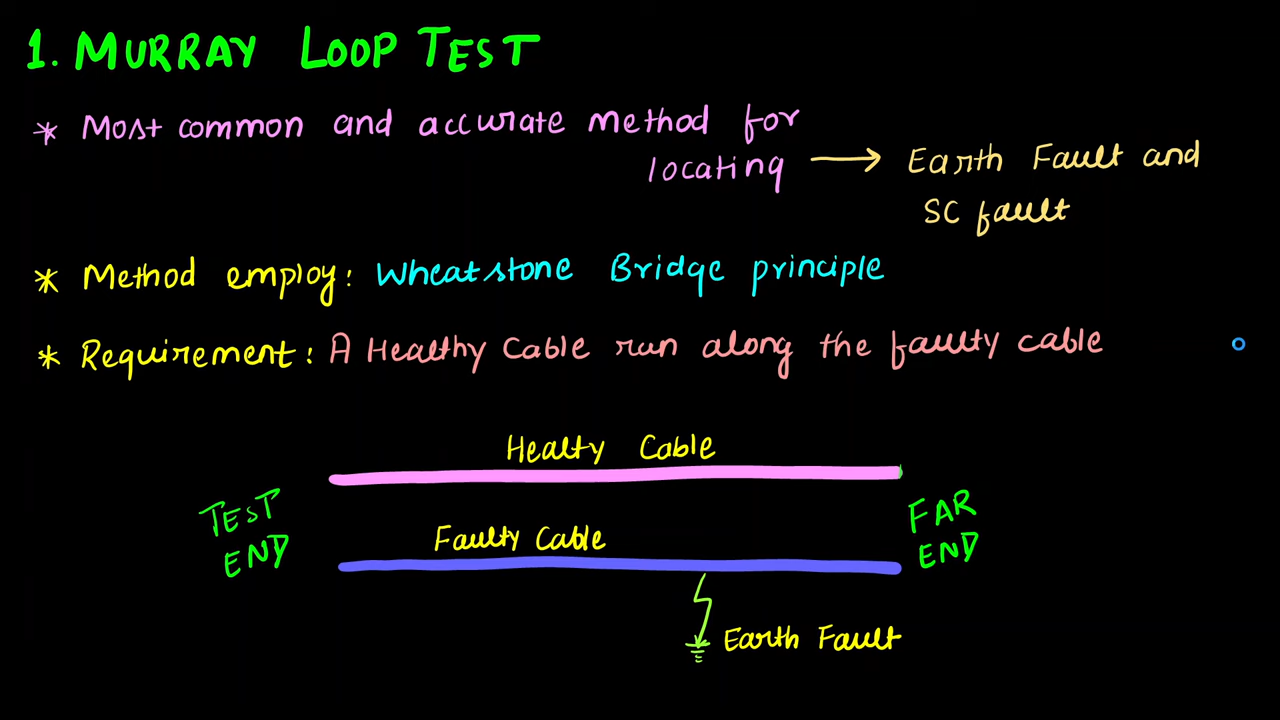 1. MURRAY LOOP TEST
* Most common and accurate method for
locating → Earth Fault and
SC fault
* Method employ: Wheatstone Bridge principle
* Requirement: A Healthy Cable run along the faulty cable
Healty Cable
TEST
END
FAR
END
Faulty Cable
Earth Fault